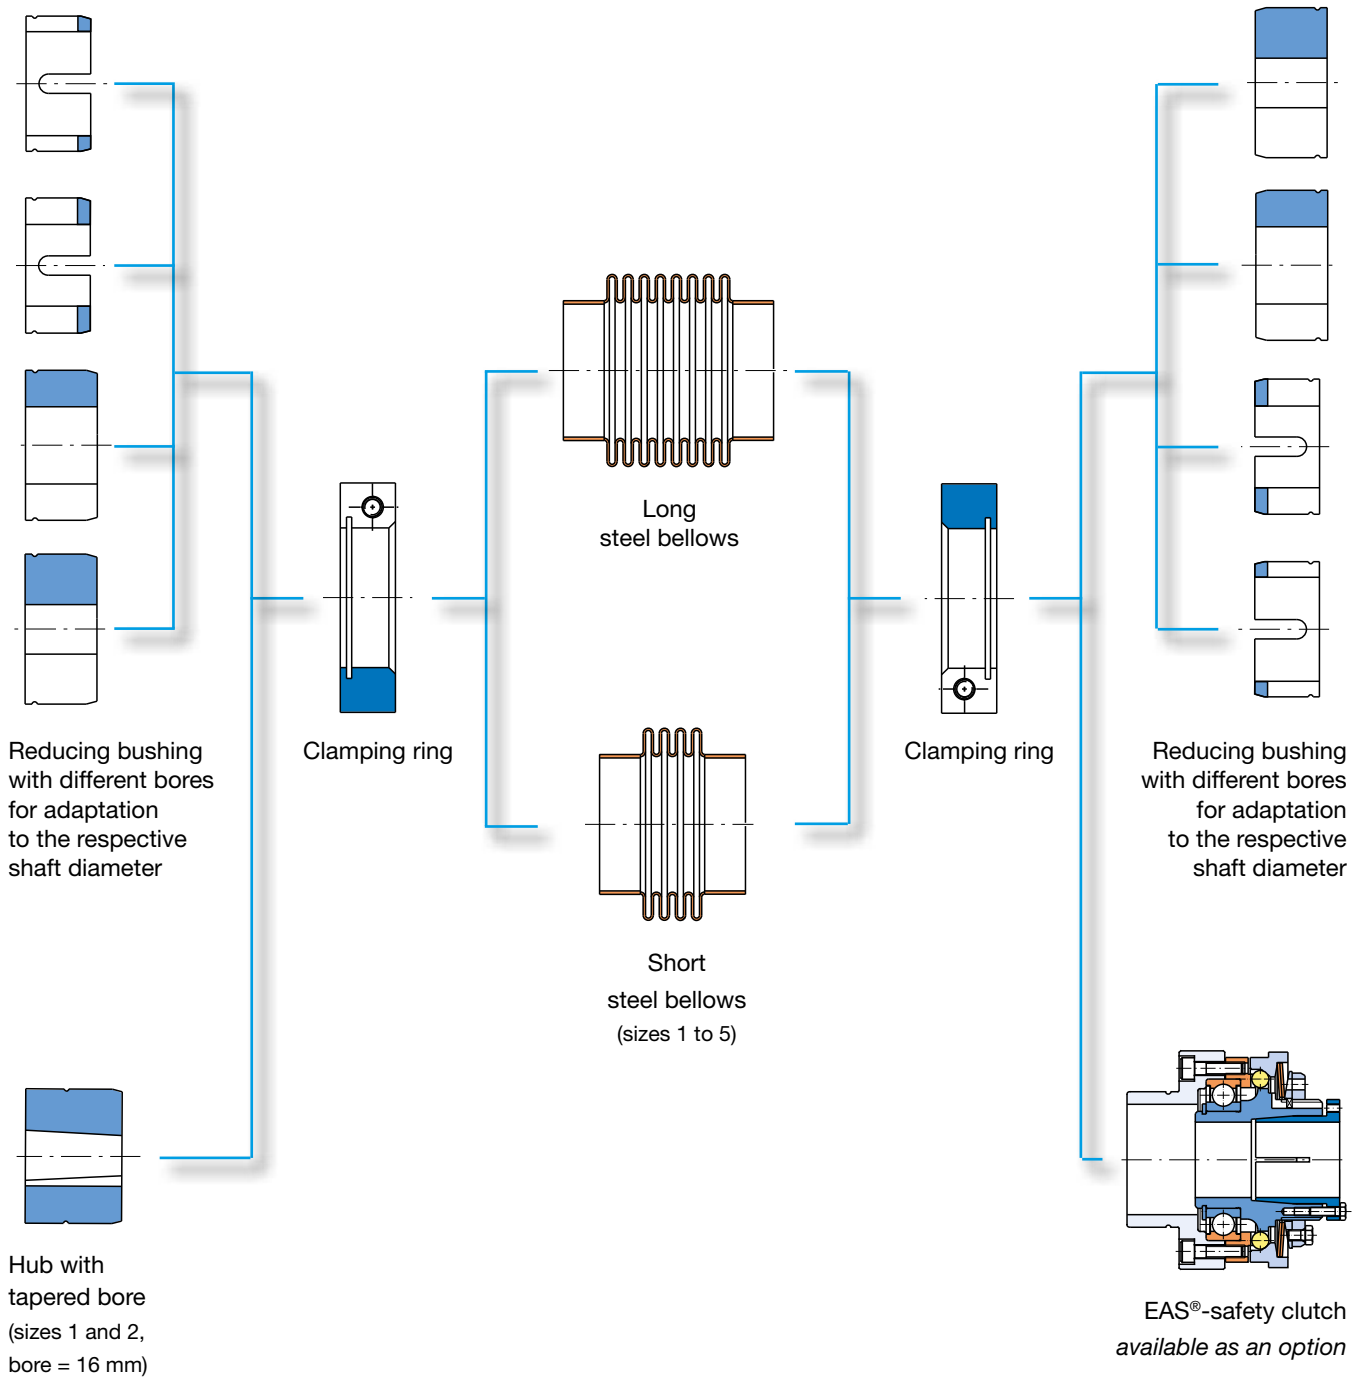 Long
steel bellows
Reducing bushing
with different bores
for adaptation
to the respective
shaft diameter
Clamping ring
Clamping ring
Reducing bushing
with different bores
for adaptation
to the respective
shaft diameter
Short
steel bellows
(sizes 1 to 5)
Hub with
tapered bore
(sizes 1 and 2,
bore = 16 mm)
EAS®-safety clutch
available as an option